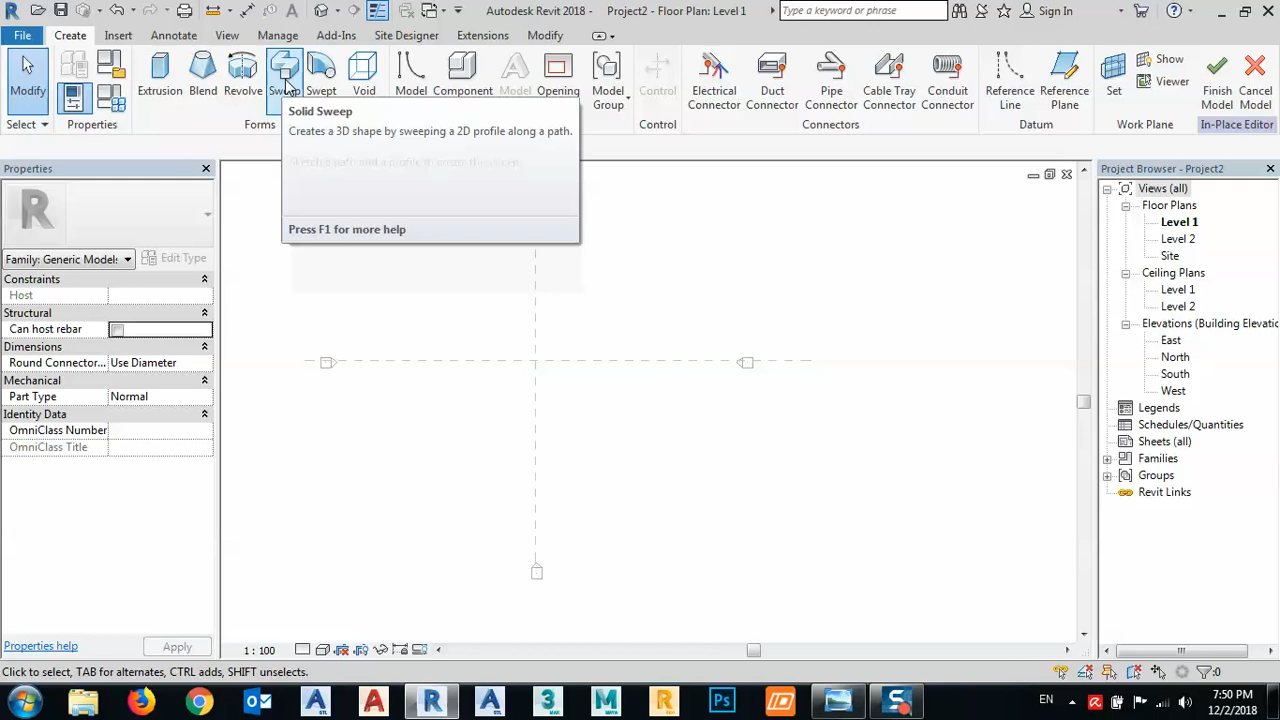 Autodesk Revit 2018 - Project2 - Floor Plan: Level 1
Type a keyword or phrase
Sign In
File Create Insert Annotate View Manage Add-Ins Site Designer Extensions Modify
Modify
Extrusion Blend Revolve Sweep Swept Void
Model Component Model Opening Model Group
Control
Electrical Connector Duct Connector Pipe Connector Cable Tray Connector Conduit Connector
Reference Line Reference Plane
Set Show Viewer
Finish Model Cancel Model
Select Properties Forms Control Connectors Datum Work Plane In-Place Editor
Solid Sweep
Creates a 3D shape by sweeping a 2D profile along a path.
Press F1 for more help
Properties
Family: Generic Models
Edit Type
Constraints
Host
Structural
Can host rebar
Dimensions
Round Connector... Use Diameter
Mechanical
Part Type Normal
Identity Data
OmniClass Number
OmniClass Title
Properties help
Apply
Project Browser - Project2
Views (all)
Floor Plans
Level 1
Level 2
Site
Ceiling Plans
Level 1
Level 2
Elevations (Building Elevatio
East
North
South
West
Legends
Schedules/Quantities
Sheets (all)
Families
Groups
Revit Links
1 : 100
Click to select, TAB for alternates, CTRL adds, SHIFT unselects.
:0
EN
7:50 PM
12/2/2018